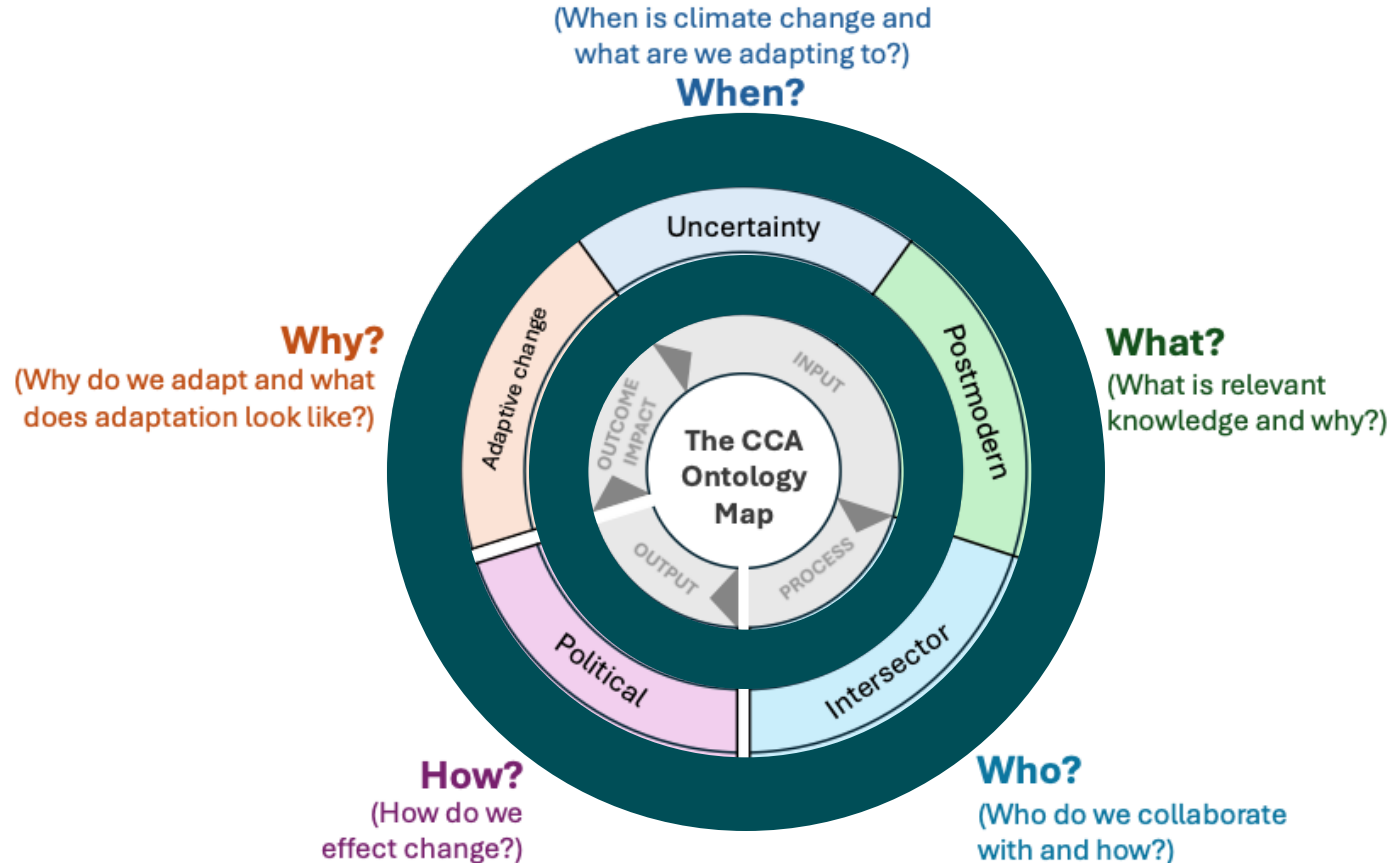 (When is climate change and
what are we adapting to?)
When?
Uncertainty
Postmodern
Intersector
Political
Adaptive change
What?
(What is relevant
knowledge and why?)
Who?
(Who do we collaborate
with and how?)
How?
(How do we
effect change?)
Why?
(Why do we adapt and what
does adaptation look like?)
INPUT
PROCESS
OUTPUT
OUTCOME
IMPACT
The CCA
Ontology
Map